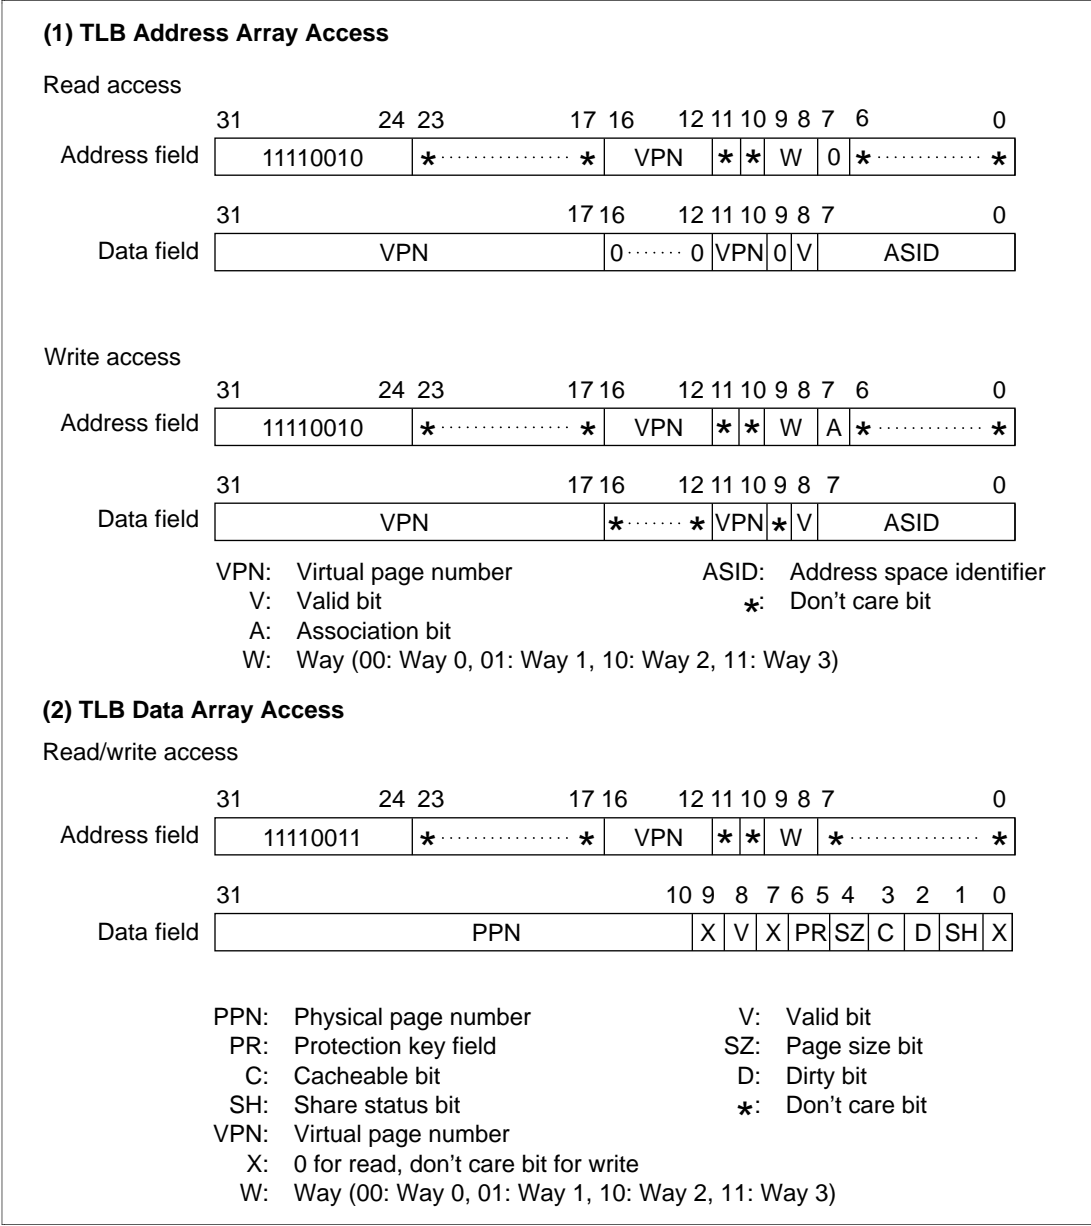 (1) TLB Address Array Access
Read access
31 24 23 17 16 12 11 10 9 8 7 6 0
Address field 11110010 *················ * VPN * * W 0 *············· *
31 17 16 12 11 10 9 8 7 0
Data field VPN 0······· 0 VPN 0 V ASID
Write access
31 24 23 17 16 12 11 10 9 8 7 6 0
Address field 11110010 *················ * VPN * * W A *············· *
31 17 16 12 11 10 9 8 7 0
Data field VPN *······· * VPN * V ASID
VPN: Virtual page number ASID: Address space identifier
V: Valid bit *: Don't care bit
A: Association bit
W: Way (00: Way 0, 01: Way 1, 10: Way 2, 11: Way 3)
(2) TLB Data Array Access
Read/write access
31 24 23 17 16 12 11 10 9 8 7 0
Address field 11110011 *················ * VPN * * W *················ *
31 10 9 8 7 6 5 4 3 2 1 0
Data field PPN X V X PR SZ C D SH X
PPN: Physical page number V: Valid bit
PR: Protection key field SZ: Page size bit
C: Cacheable bit D: Dirty bit
SH: Share status bit *: Don't care bit
VPN: Virtual page number
X: 0 for read, don't care bit for write
W: Way (00: Way 0, 01: Way 1, 10: Way 2, 11: Way 3)